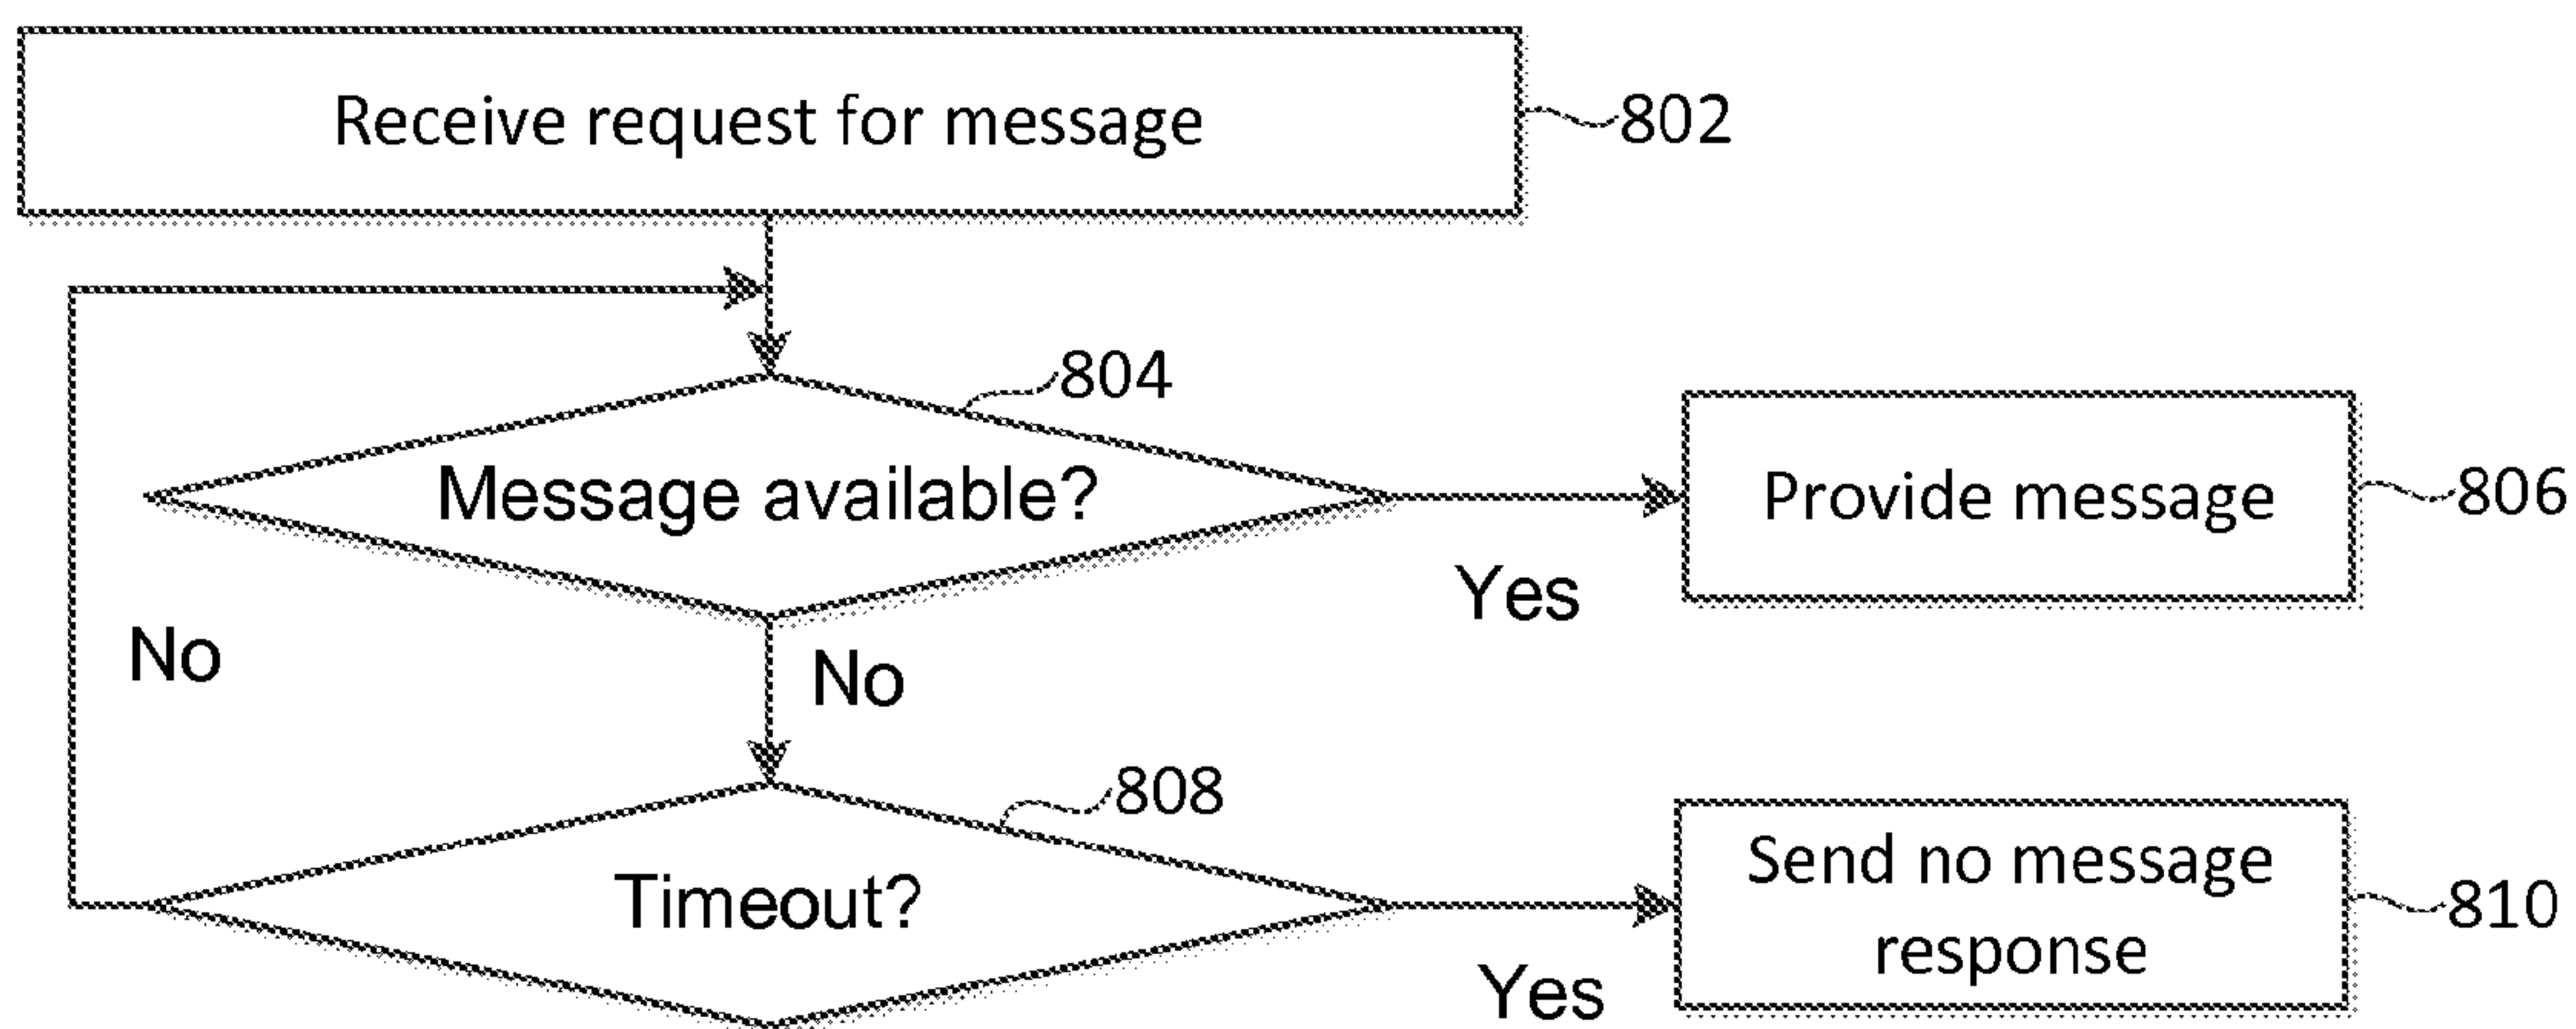 Receive request for message
802
804
Message available?
Provide message
806
Yes
No
No
808
Timeout?
Send no message
response
810
Yes